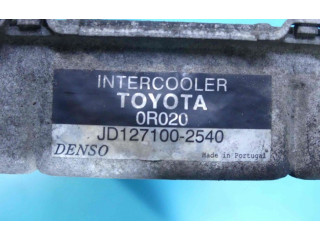 INTERCOOLER
TOYOTA
0R020
JD127100-2540
DENSO Made in Portugal